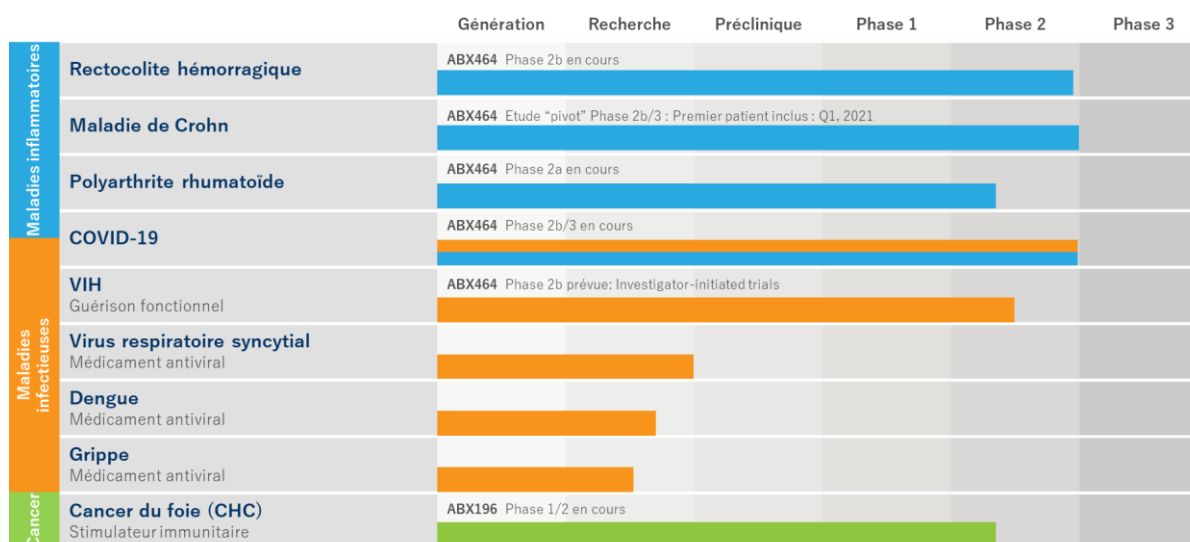 Génération Recherche Préclinique Phase 1 Phase 2 Phase 3
Maladies inflammatoires
Rectocolite hémorragique
ABX464 Phase 2b en cours
Maladie de Crohn
ABX464 Etude “pivot” Phase 2b/3 : Premier patient inclus : Q1, 2021
Polyarthrite rhumatoïde
ABX464 Phase 2a en cours
COVID-19
ABX464 Phase 2b/3 en cours
Maladies
infectieuses
VIH
Guérison fonctionnel
ABX464 Phase 2b prévue: Investigator-initiated trials
Virus respiratoire syncytial
Médicament antiviral
Dengue
Médicament antiviral
Grippe
Médicament antiviral
Cancer
Cancer du foie (CHC)
Stimulateur immunitaire
ABX196 Phase 1/2 en cours